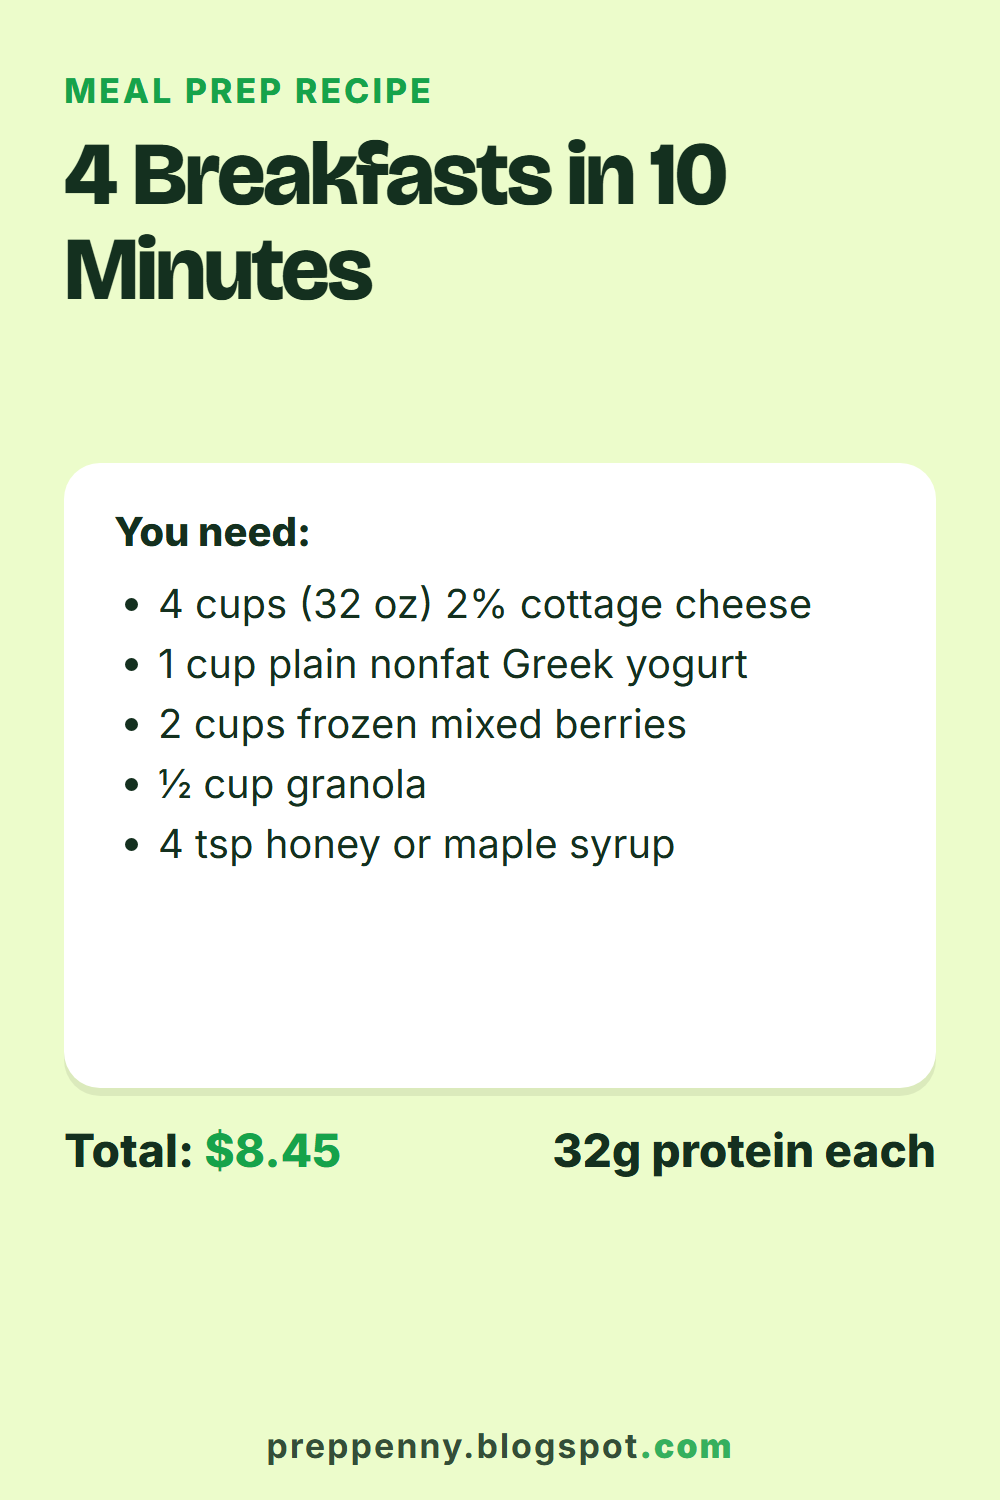 MEAL PREP RECIPE
4 Breakfasts in 10
Minutes
You need:
• 4 cups (32 oz) 2% cottage cheese
• 1 cup plain nonfat Greek yogurt
• 2 cups frozen mixed berries
• ½ cup granola
• 4 tsp honey or maple syrup
Total: $8.45 32g protein each
preppenny.blogspot.com